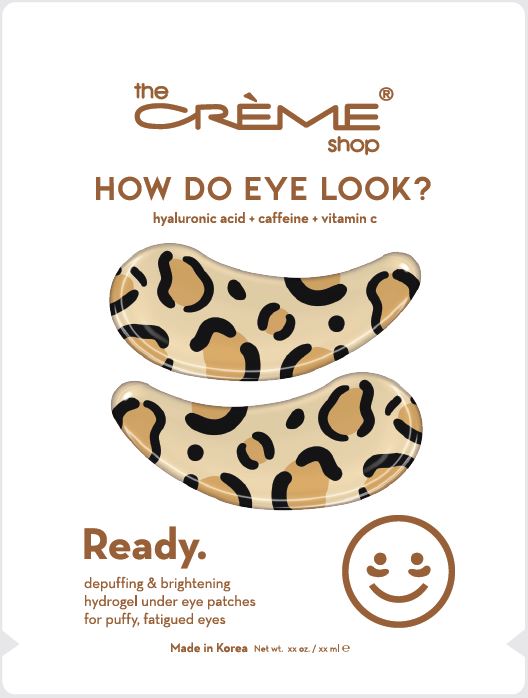 the
CRÈME®
shop
HOW DO EYE LOOK?
hyaluronic acid + caffeine + vitamin c
Ready.
depuffing & brightening
hydrogel under eye patches
for puffy, fatigued eyes
Made in Korea Net wt. xx oz. / xx ml ℮